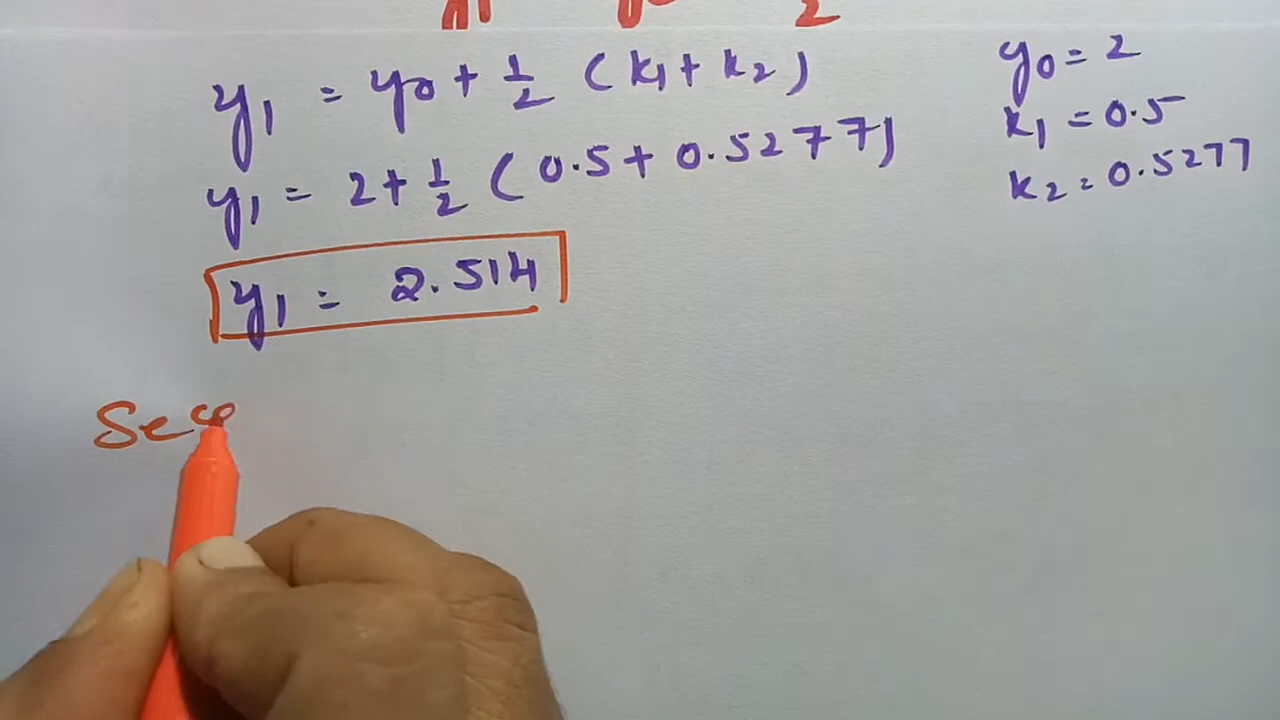 y1 = y0 + 1/2 (k1 + k2)
y1 = 2 + 1/2 (0.5 + 0.5277)
y1 = 2.514
y0 = 2
k1 = 0.5
k2 = 0.5277
Seco